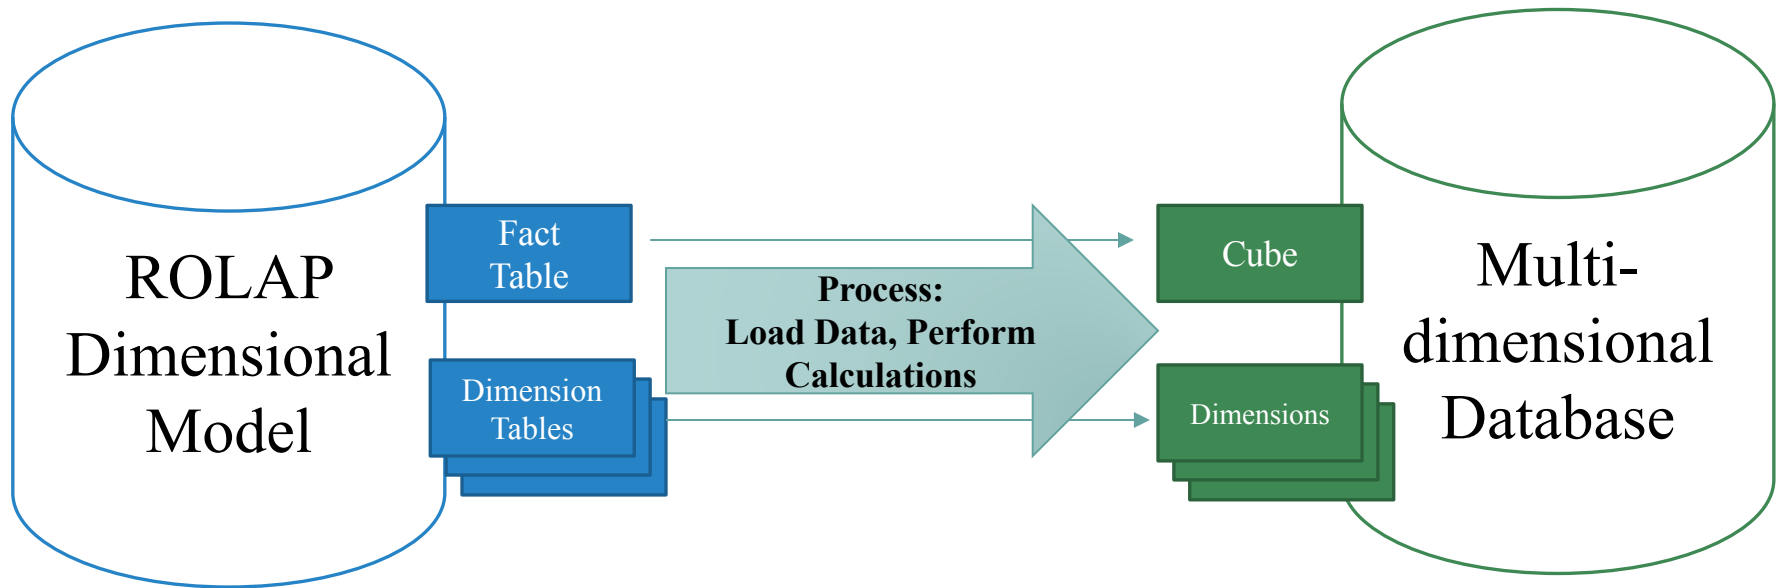 ROLAP
Dimensional
Model
Fact
Table
Dimension
Tables
Process:
Load Data, Perform
Calculations
Cube
Dimensions
Multi-
dimensional
Database